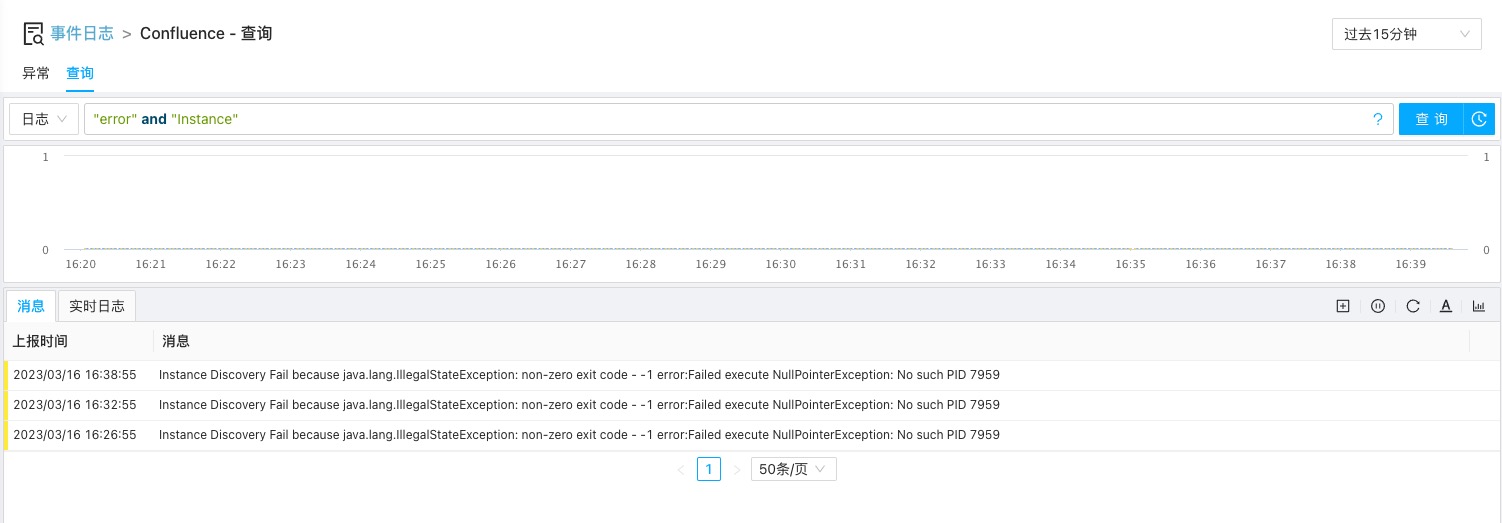 事件日志 > Confluence - 查询
过去15分钟
异常 查询
日志 "error" and "Instance" ? 查 询
1 1
0 0
16:20 16:21 16:22 16:23 16:24 16:25 16:26 16:27 16:28 16:29 16:30 16:31 16:32 16:33 16:34 16:35 16:36 16:37 16:38 16:39
消息 实时日志 A
上报时间 消息
2023/03/16 16:38:55 Instance Discovery Fail because java.lang.IllegalStateException: non-zero exit code - -1 error:Failed execute NullPointerException: No such PID 7959
2023/03/16 16:32:55 Instance Discovery Fail because java.lang.IllegalStateException: non-zero exit code - -1 error:Failed execute NullPointerException: No such PID 7959
2023/03/16 16:26:55 Instance Discovery Fail because java.lang.IllegalStateException: non-zero exit code - -1 error:Failed execute NullPointerException: No such PID 7959
< 1 > 50条/页